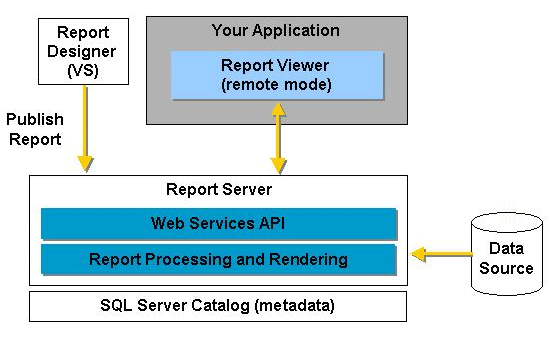 Report
Designer
(VS)
Your Application
Report Viewer
(remote mode)
Publish
Report
Report Server
Web Services API
Report Processing and Rendering
Data
Source
SQL Server Catalog (metadata)